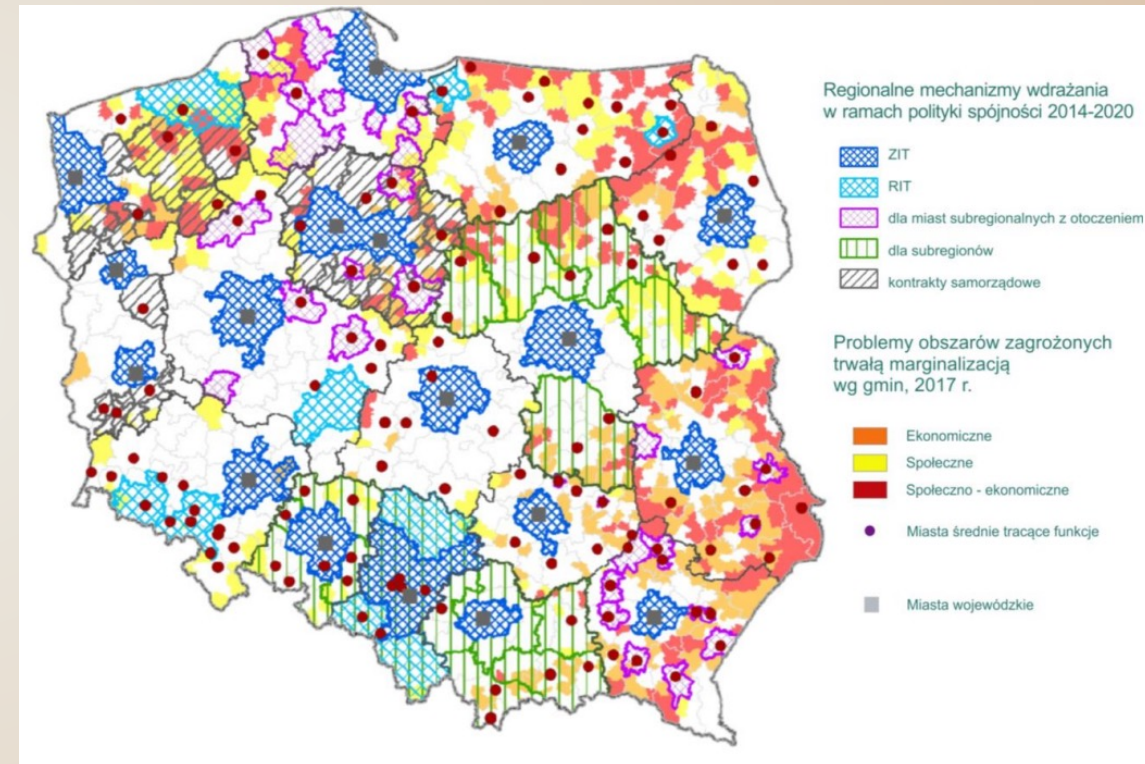 Regionalne mechanizmy wdrażania
w ramach polityki spójności 2014-2020
ZIT
RIT
dla miast subregionalnych z otoczeniem
dla subregionów
kontrakty samorządowe
Problemy obszarów zagrożonych
trwałą marginalizacją
wg gmin, 2017 r.
Ekonomiczne
Społeczne
Społeczno - ekonomiczne
Miasta średnie tracące funkcje
Miasta wojewódzkie